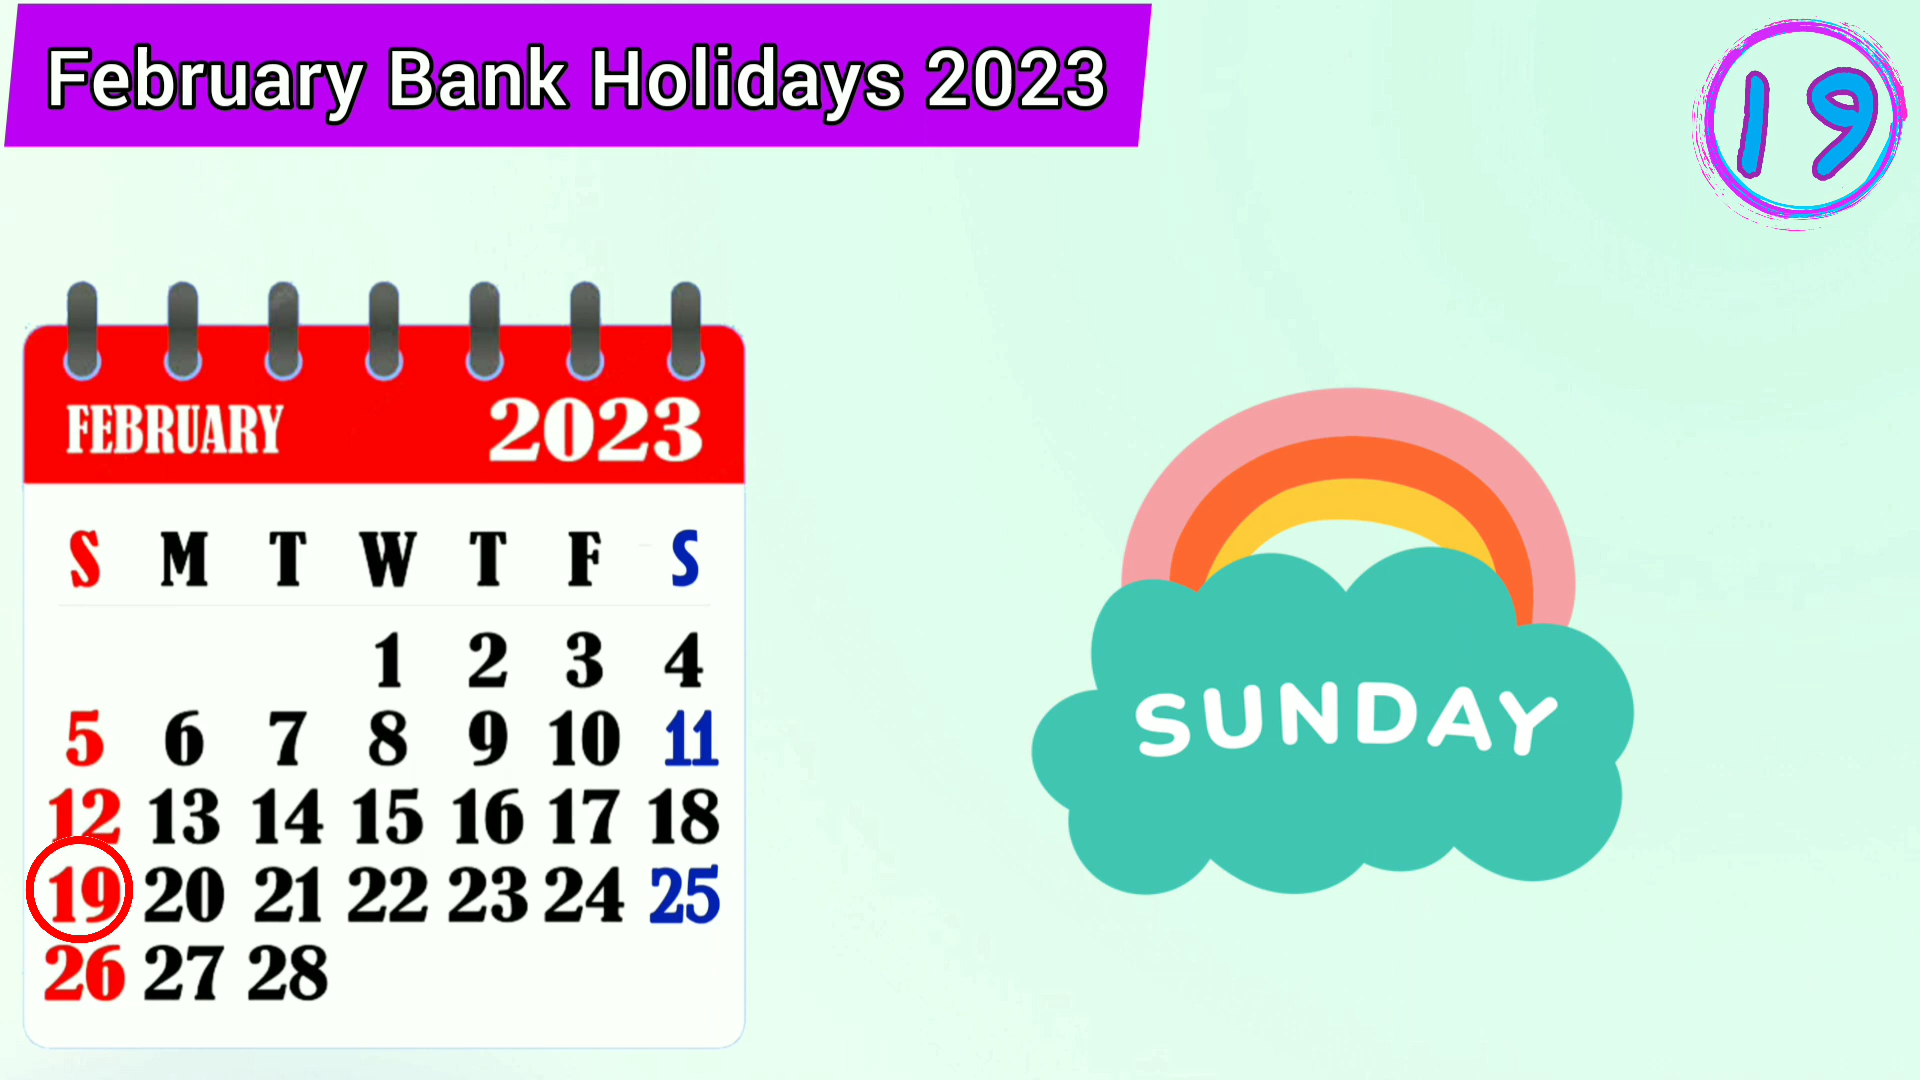 February Bank Holidays 2023
19
FEBRUARY 2023
S M T W T F S
1 2 3 4
5 6 7 8 9 10 11
12 13 14 15 16 17 18
19 20 21 22 23 24 25
26 27 28
SUNDAY